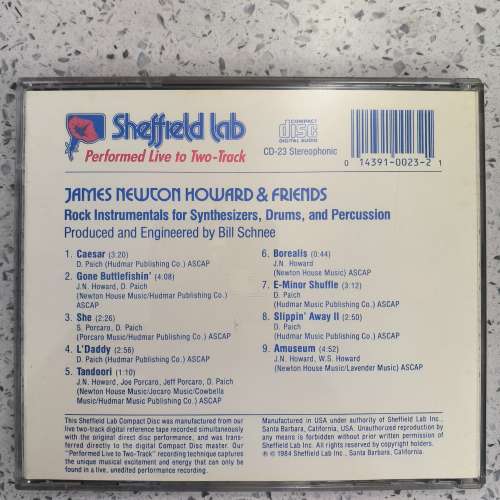 Sheffield Lab
Performed Live to Two-Track
COMPACT
disc
DIGITAL AUDIO
CD-23 Stereophonic
0 14391-0023-2 1
JAMES NEWTON HOWARD & FRIENDS
Rock Instrumentals for Synthesizers, Drums, and Percussion
Produced and Engineered by Bill Schnee
1. Caesar (3:20)
D. Paich (Hudmar Publishing Co.) ASCAP
2. Gone Buttlefishin' (4:08)
J.N. Howard, D. Paich
(Newton House Music/Hudmar Publishing Co.)
ASCAP
3. She (2:26)
S. Porcaro, D. Paich
(Porcara Music/Hudmar Publishing Co.) ASCAP
4. L'Daddy (2:56)
D. Paich (Hudmar Publishing Co.) ASCAP
5. Tandoori (1:10)
J.N. Howard, Joe Porcaro, Jeff Porcaro, D. Paich
(Newton House Music/Jocaro Music/Cowbella
Music/Hudmar Music Publishing Co.) ASCAP
6. Borealis (0:44)
J.N. Howard
(Newton House Music) ASCAP
7. E-Minor Shuffle (3:12)
D. Paich
(Hudmar Music Publishing Co.) ASCAP
8. Slippin' Away II (2:50)
D. Paich
(Hudmar Music Publishing Co.) ASCAP
9. Amuseum (4:52)
J.N. Howard, W.S. Howard
(Newton House Music/Lavender Music) ASCAP
This Sheffield Lab Compact Disc was manufactured from our
live two-track digital reference tape recorded simultaneously
with the original direct disc performance, and was trans-
ferred directly to the digital Compact Disc master. Our
"Performed Live to Two-Track" recording technique captures
the unique musical excitement and energy that can only be
found in a live, unedited performance recording.
Manufactured in USA under authority of Sheffield Lab Inc.,
Santa Barbara, California, USA. Unauthorized reproduction
by any means is forbidden without prior written permission of
Sheffield Lab Inc. All rights reserved by copyright holders.
℗ © 1984 Sheffield Lab Inc., Santa Barbara, California.